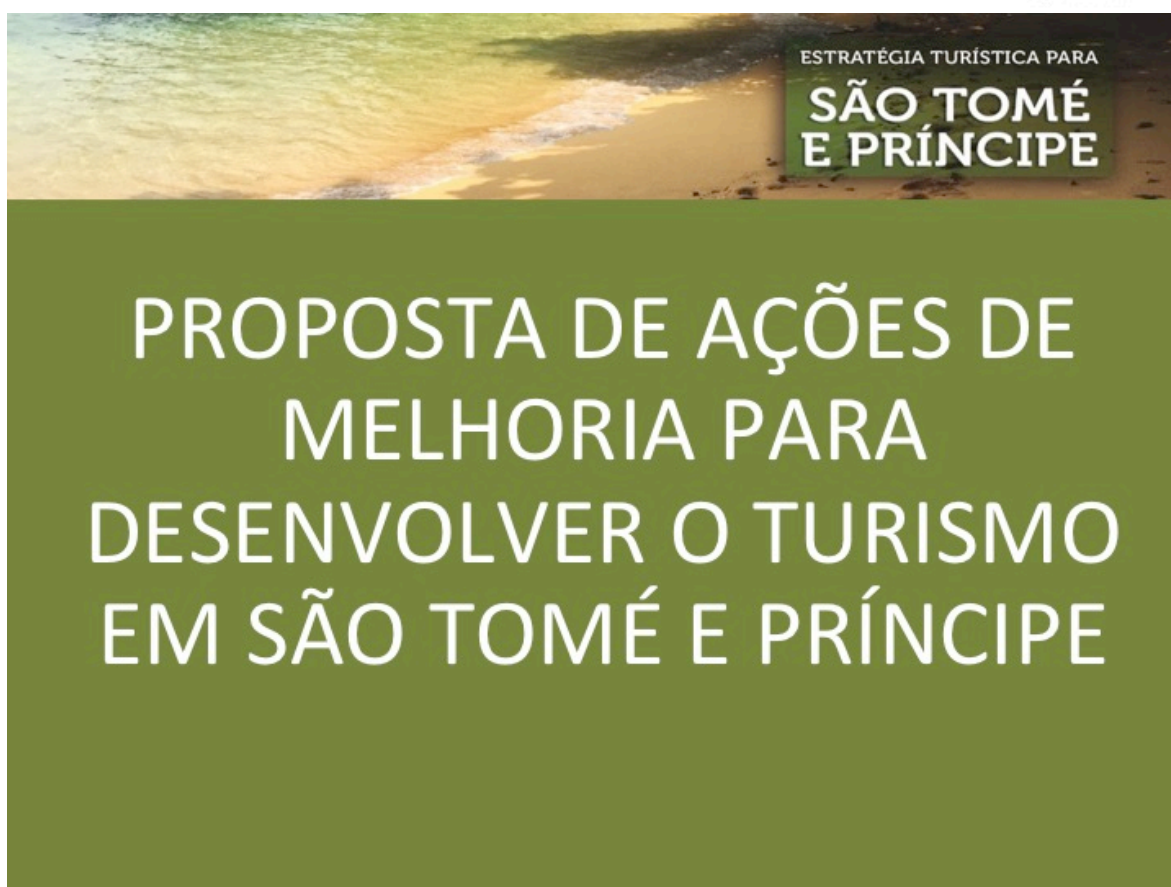 ESTRATÉGIA TURÍSTICA PARA
SÃO TOMÉ
E PRÍNCIPE
PROPOSTA DE AÇÕES DE
MELHORIA PARA
DESENVOLVER O TURISMO
EM SÃO TOMÉ E PRÍNCIPE